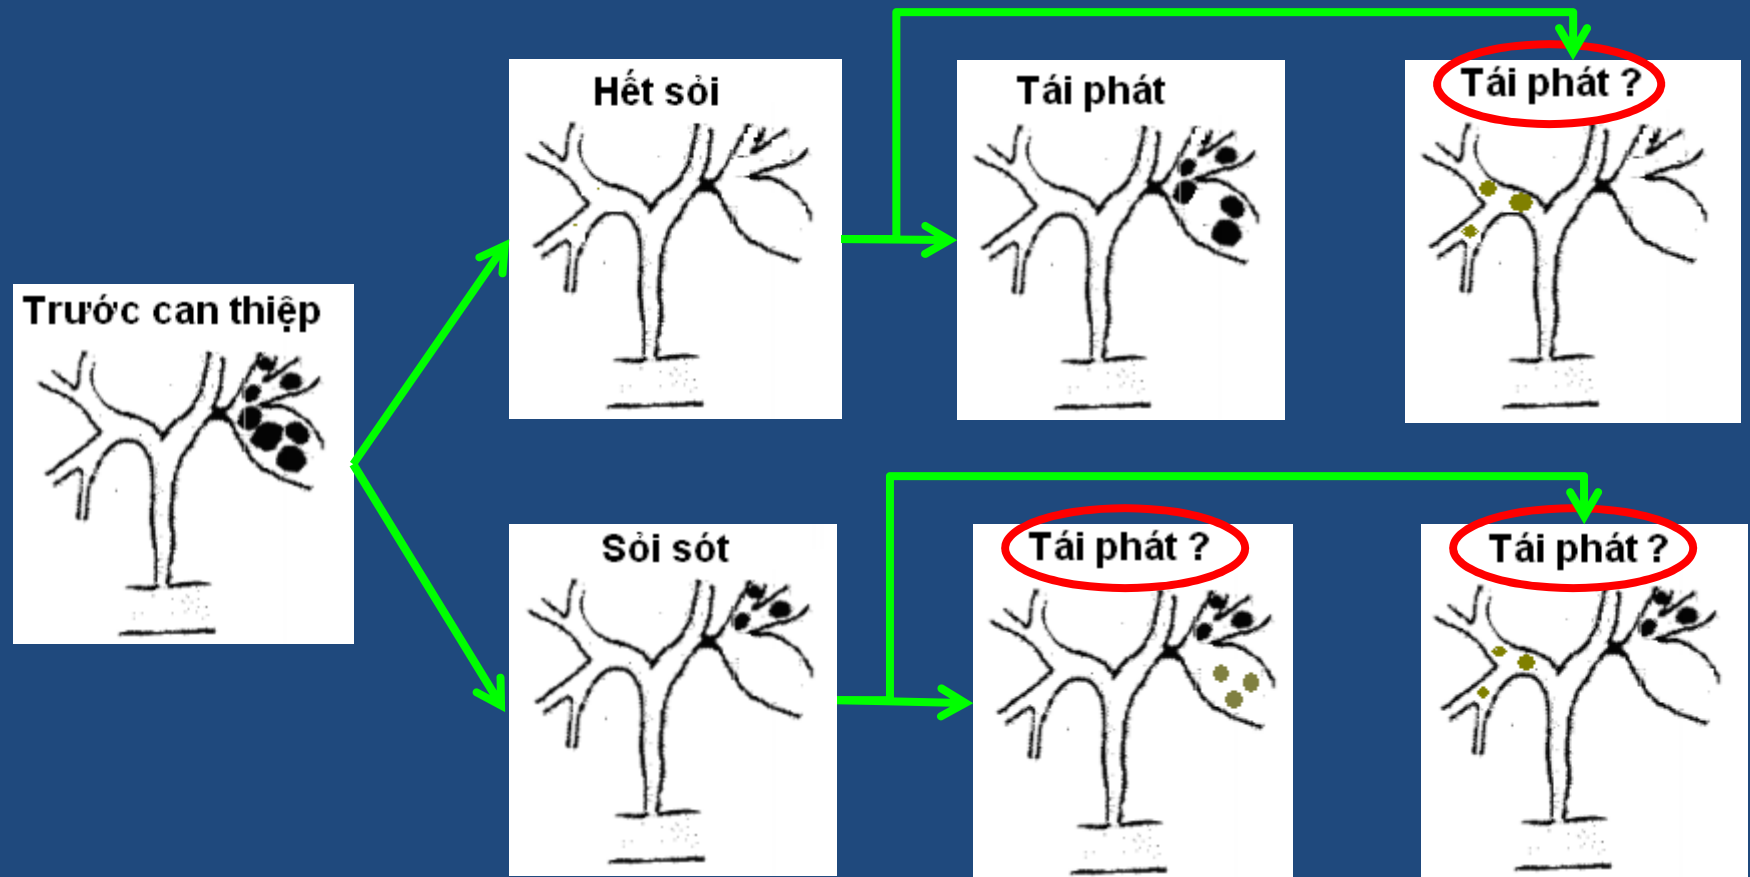 Hết sỏi
Tái phát
Tái phát ?
Trước can thiệp
Sỏi sót
Tái phát ?
Tái phát ?